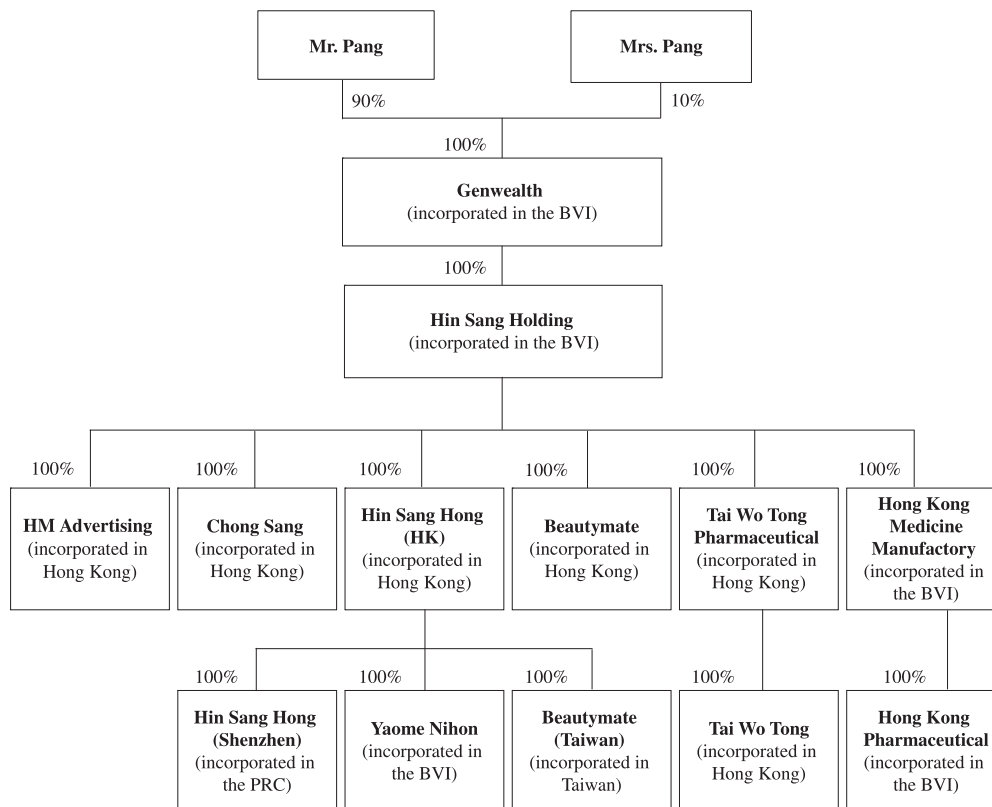 Mr. Pang
Mrs. Pang
90%
10%
100%
Genwealth
(incorporated in the BVI)
100%
Hin Sang Holding
(incorporated in the BVI)
100%
100%
100%
100%
100%
100%
HM Advertising
(incorporated in
Hong Kong)
Chong Sang
(incorporated in
Hong Kong)
Hin Sang Hong
(HK)
(incorporated in
Hong Kong)
Beautymate
(incorporated in
Hong Kong)
Tai Wo Tong
Pharmaceutical
(incorporated in
Hong Kong)
Hong Kong
Medicine
Manufactory
(incorporated in
the BVI)
100%
100%
100%
100%
100%
Hin Sang Hong
(Shenzhen)
(incorporated in
the PRC)
Yaome Nihon
(incorporated in
the BVI)
Beautymate
(Taiwan)
(incorporated in
Taiwan)
Tai Wo Tong
(incorporated in
Hong Kong)
Hong Kong
Pharmaceutical
(incorporated in
the BVI)